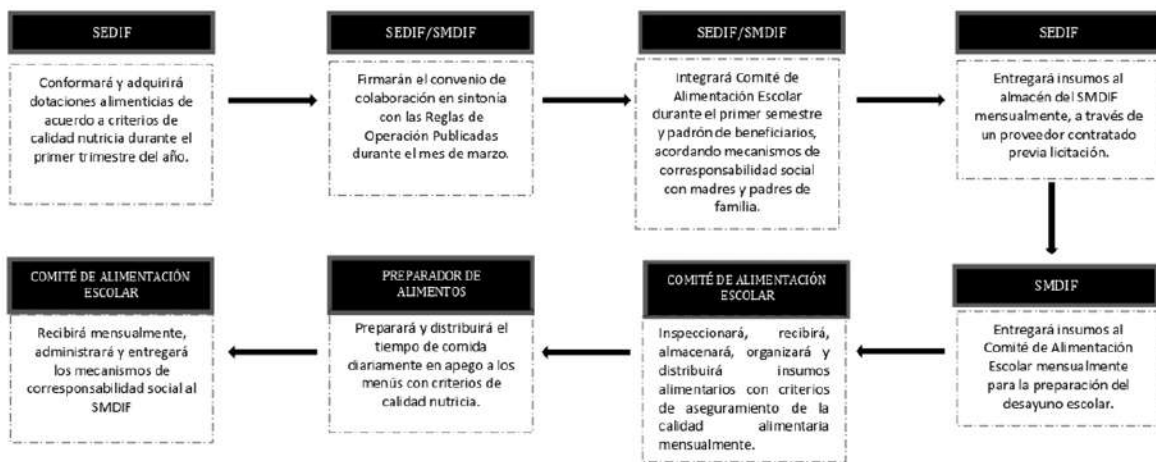 SEDIF
Conformará y adquirirá
dotaciones alimenticias de
acuerdo a criterios de
calidad nutricia durante el
primer trimestre del año.
SEDIF/SMDIF
Firmarán el convenio de
colaboración en sintonía
con las Reglas de
Operación Publicadas
durante el mes de marzo.
SEDIF/SMDIF
Integrará Comité de
Alimentación Escolar
durante el primer semestre
y padrón de beneficiarios,
acordando mecanismos de
corresponsabilidad social
con madres y padres de
familia.
SEDIF
Entregará insumos al
almacén del SMDIF
mensualmente, a través de
un proveedor contratado
previa licitación.
SMDIF
Entregará insumos al
Comité de Alimentación
Escolar mensualmente
para la preparación del
desayuno escolar.
COMITÉ DE ALIMENTACIÓN
ESCOLAR
Inspeccionará, recibirá,
almacenará, organizará y
distribuirá insumos
alimentarios con criterios
de aseguramiento de la
calidad alimentaria
mensualmente.
PREPARADOR DE
ALIMENTOS
Preparará y distribuirá el
tiempo de comida
diariamente en apego a los
menús con criterios de
calidad nutricia.
COMITÉ DE ALIMENTACIÓN
ESCOLAR
Recibirá mensualmente,
administrará y entregará
los mecanismos de
corresponsabilidad social al
SMDIF